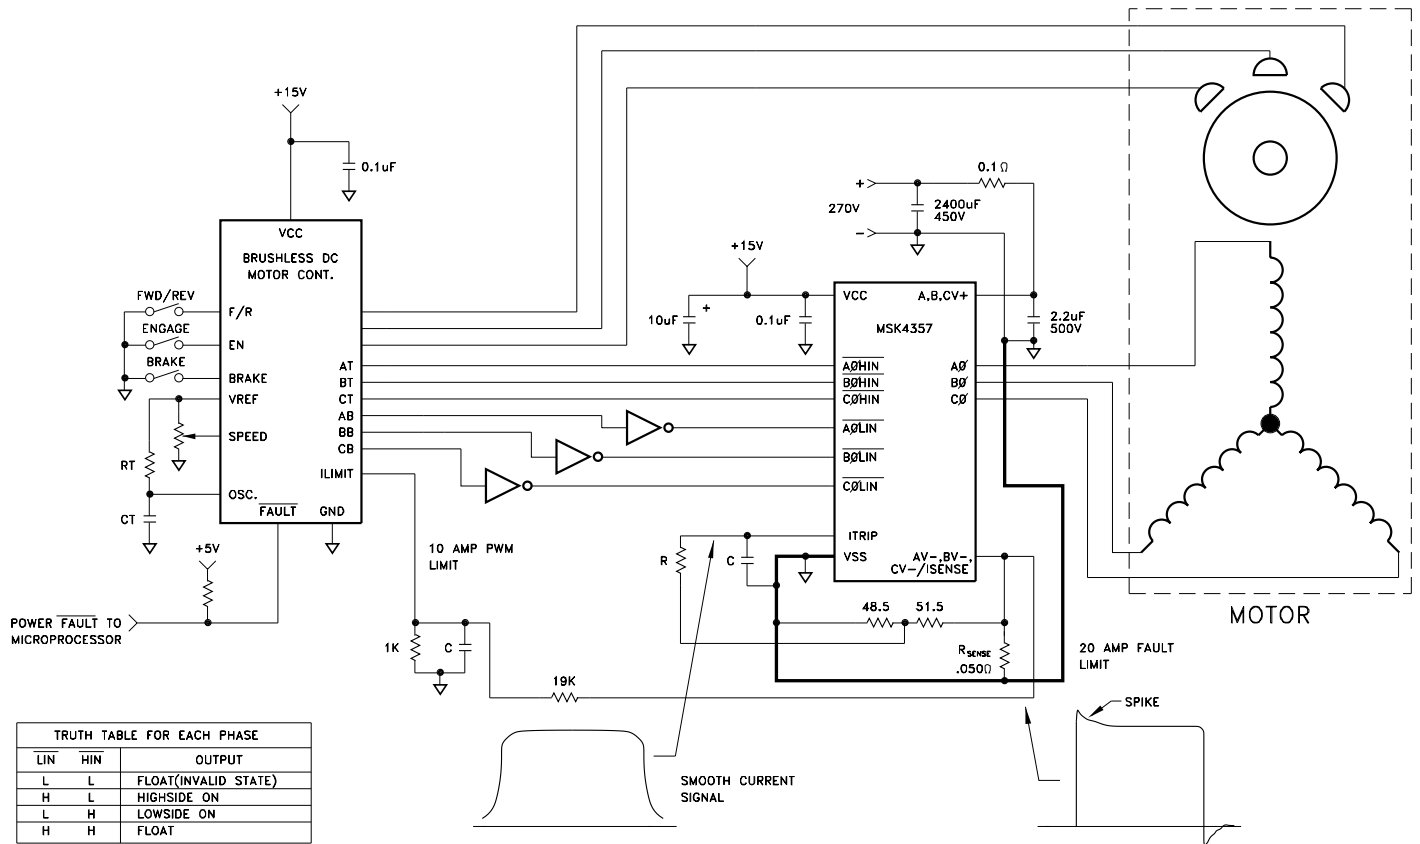 +15V
0.1uF
VCC
BRUSHLESS DC
MOTOR CONT.
FWD/REV
F/R
ENGAGE
EN
BRAKE
BRAKE
VREF
SPEED
RT
OSC.
CT
FAULT
GND
AT
BT
CT
AB
BB
CB
ILIMIT
+5V
POWER FAULT TO
MICROPROCESSOR
10 AMP PWM
LIMIT
1K
C
19K
+
270V
-
2400uF
450V
0.1Ω
+15V
10uF
+
0.1uF
VCC
A,B,CV+
MSK4357
2.2uF
500V
AØHIN
BØHIN
CØHIN
AØLIN
BØLIN
CØLIN
AØ
BØ
CØ
ITRIP
VSS
AV-,BV-,
CV-/ISENSE
R
C
48.5
51.5
RSENSE
.050Ω
20 AMP FAULT
LIMIT
MOTOR
SPIKE
SMOOTH CURRENT
SIGNAL
TRUTH TABLE FOR EACH PHASE
LIN HIN OUTPUT
L L FLOAT(INVALID STATE)
H L HIGHSIDE ON
L H LOWSIDE ON
H H FLOAT